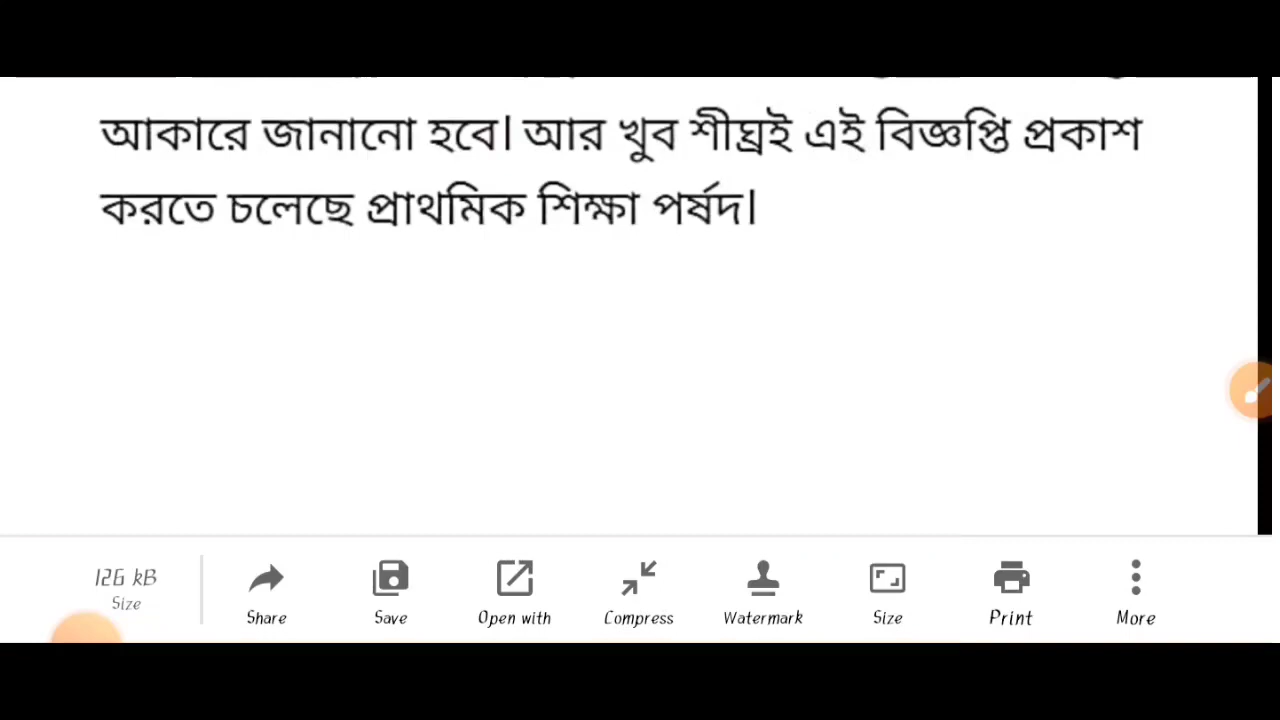 আকারে জানানো হবে। আর খুব শীঘ্রই এই বিজ্ঞপ্তি প্রকাশ
করতে চলেছে প্রাথমিক শিক্ষা পর্ষদ।
126 kB
Size
Share
Save
Open with
Compress
Watermark
Size
Print
More